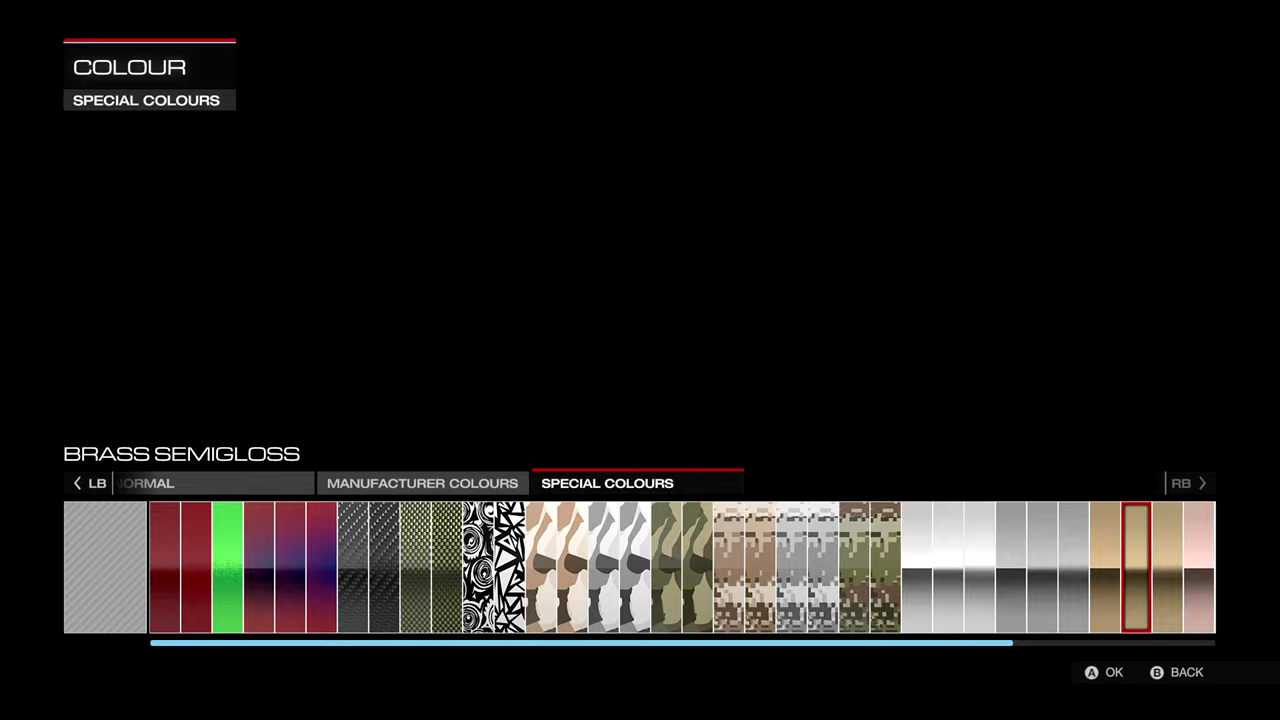 COLOUR
SPECIAL COLOURS
BRASS SEMIGLOSS
LB ORMAL MANUFACTURER COLOURS SPECIAL COLOURS RB
A OK B BACK